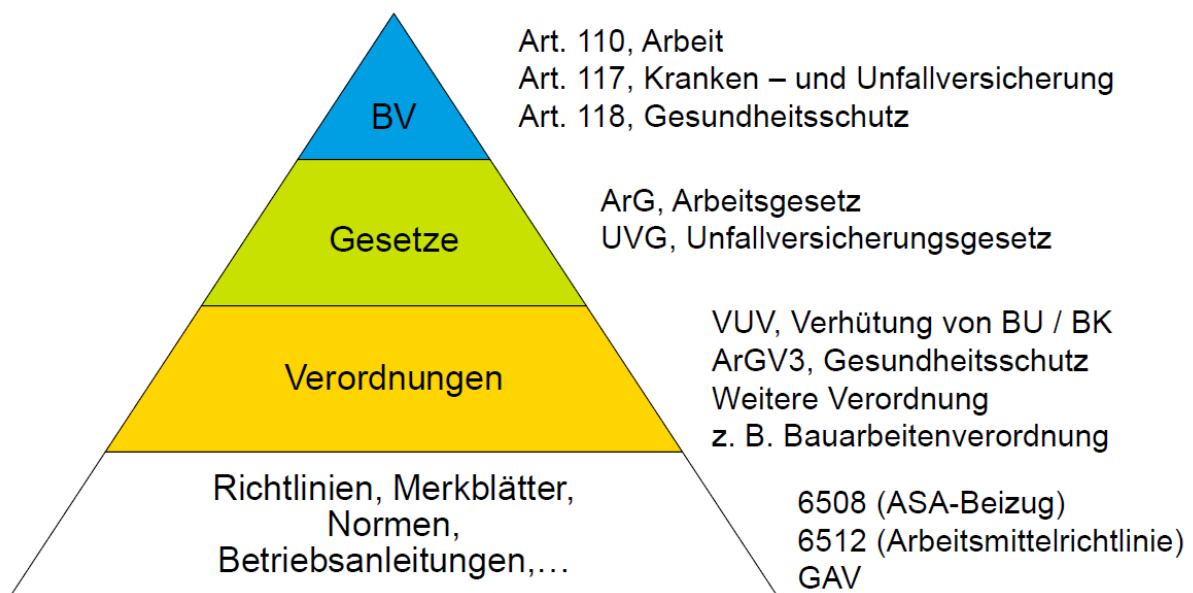 BV
Art. 110, Arbeit
Art. 117, Kranken – und Unfallversicherung
Art. 118, Gesundheitsschutz
Gesetze
ArG, Arbeitsgesetz
UVG, Unfallversicherungsgesetz
Verordnungen
VUV, Verhütung von BU / BK
ArGV3, Gesundheitsschutz
Weitere Verordnung
z. B. Bauarbeitenverordnung
Richtlinien, Merkblätter,
Normen,
Betriebsanleitungen,…
6508 (ASA-Beizug)
6512 (Arbeitsmittelrichtlinie)
GAV